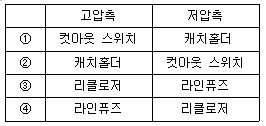 고압측 저압측
① 컷아웃 스위치 캐치홀더
② 캐치홀더 컷아웃 스위치
③ 리클로저 라인퓨즈
④ 라인퓨즈 리클로저